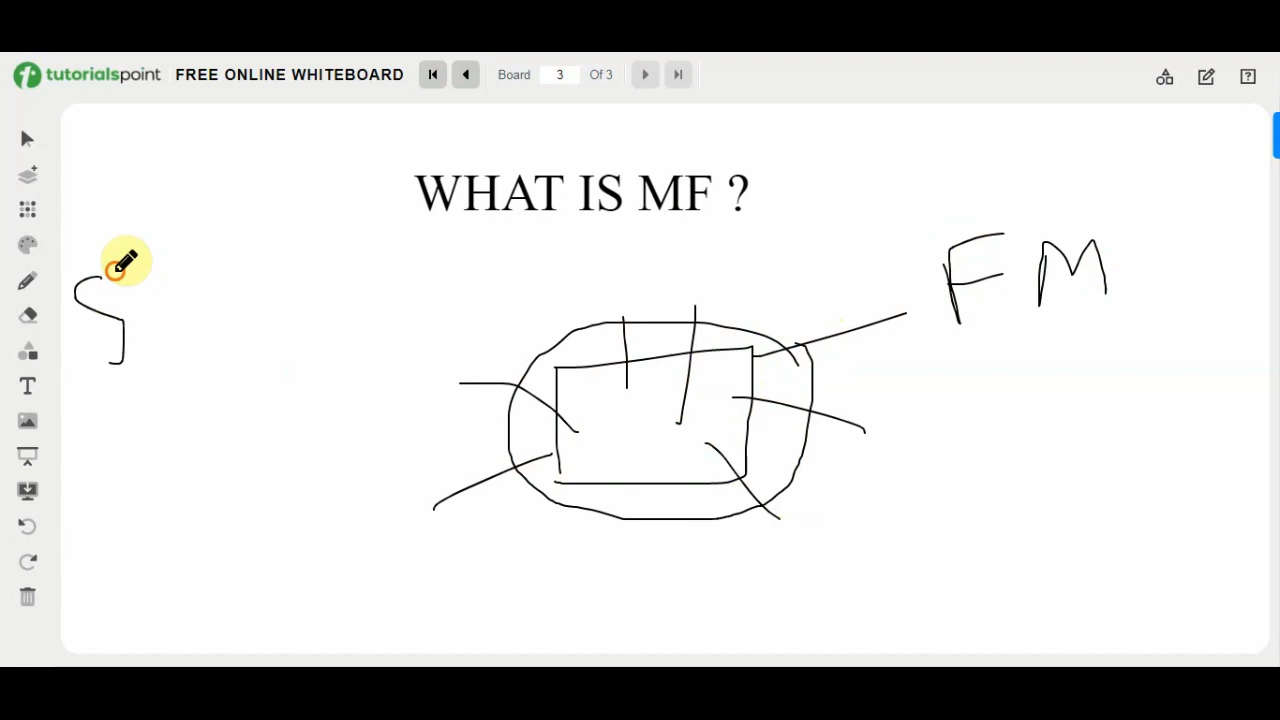 tutorialspoint FREE ONLINE WHITEBOARD Board 3 Of 3
WHAT IS MF ?
S
FM
T